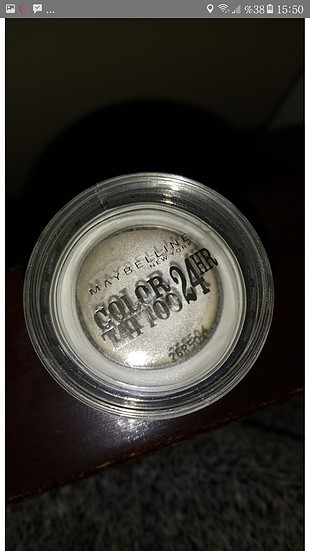 ... %38 15:50
MAYBELLINE
NEW YORK
COLOR
TATTOO 24HR